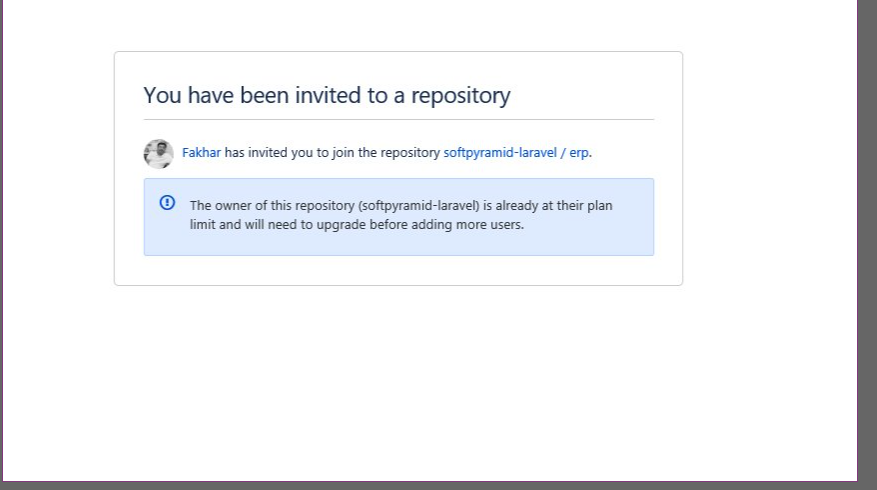 You have been invited to a repository
Fakhar has invited you to join the repository softpyramid-laravel / erp.
The owner of this repository (softpyramid-laravel) is already at their plan
limit and will need to upgrade before adding more users.